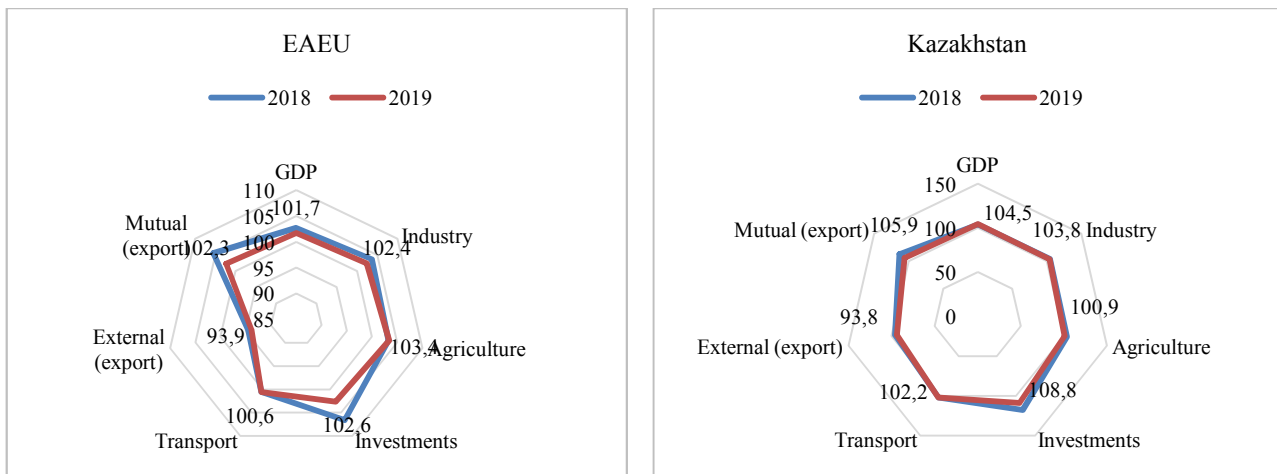 EAEU
2018 2019
GDP
110
101,7
105
Mutual
(export)
102,3
100
102,4
Industry
95
90
85
External
(export)
93,9
103,4
Agriculture
100,6
102,6
Transport
Investments
Kazakhstan
2018 2019
GDP
150
104,5
Mutual (export)
105,9
100
103,8
Industry
50
100,9
93,8
0
External (export)
Agriculture
102,2
108,8
Transport
Investments